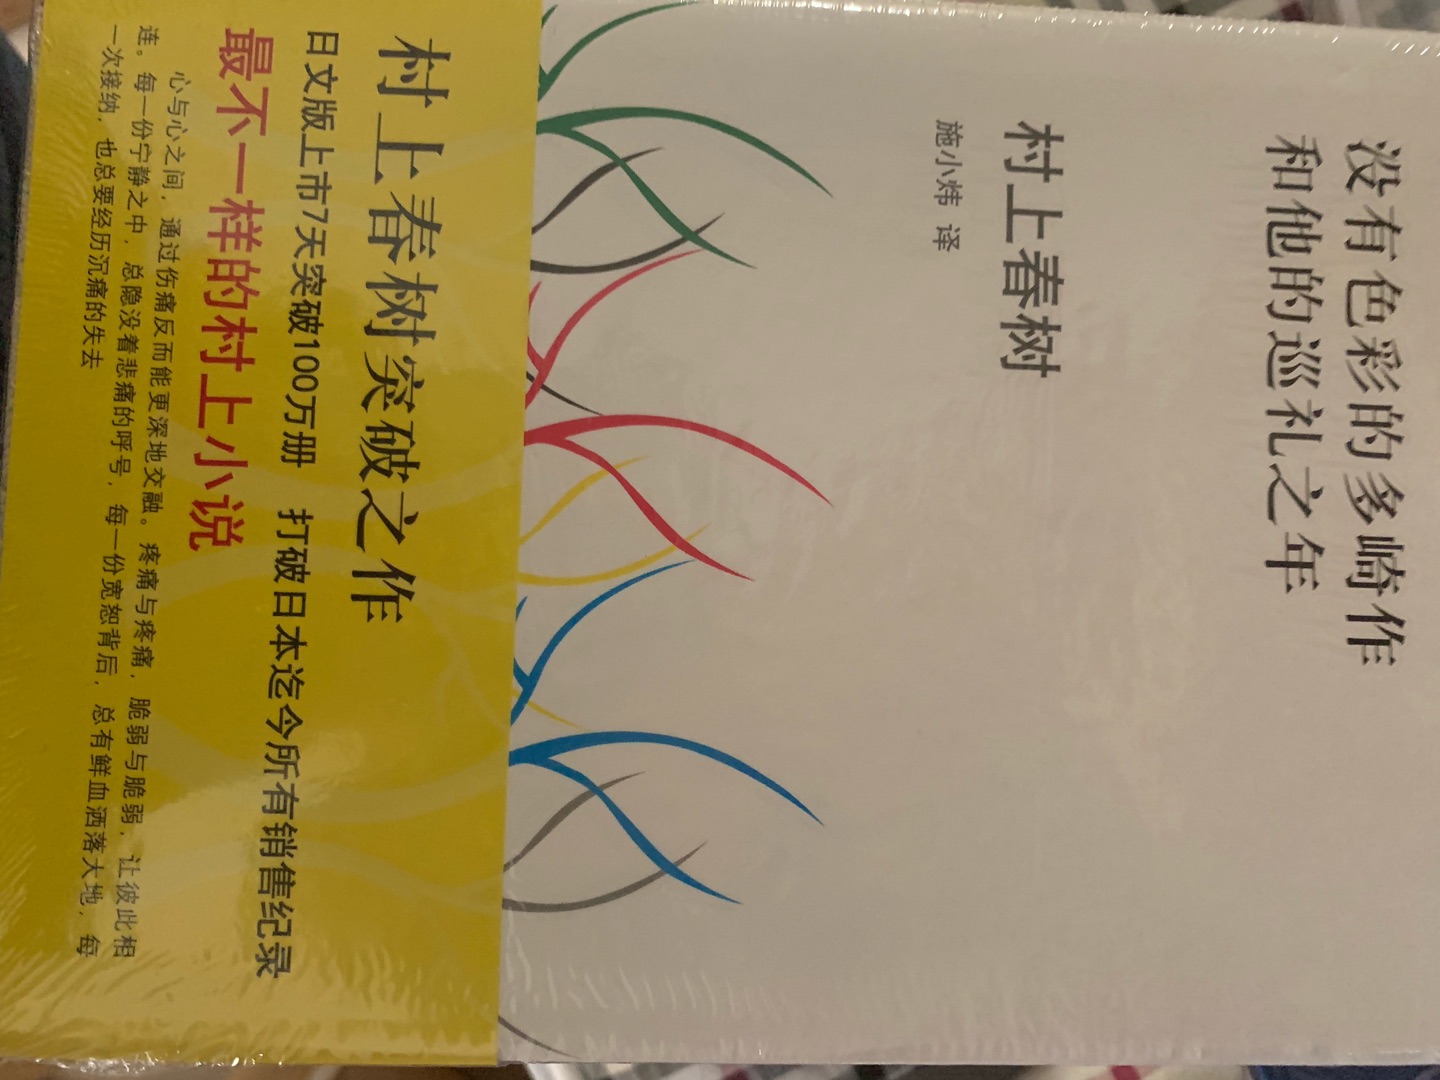 没有色彩的多崎作
和他的巡礼之年
村上春树
施小炜 译
村上春树突破之作
日文版上市7天突破100万册 打破日本迄今所有销售纪录
最不一样的村上小说
心与心之间，通过伤痛反而能更深地交融。疼痛与疼痛，脆弱与脆弱，让彼此相
连。每一份宁静之中，总隐没着悲痛的呼号，每一份宽恕背后，总有鲜血洒落大地，每
一次接纳，也总要经历沉痛的失去